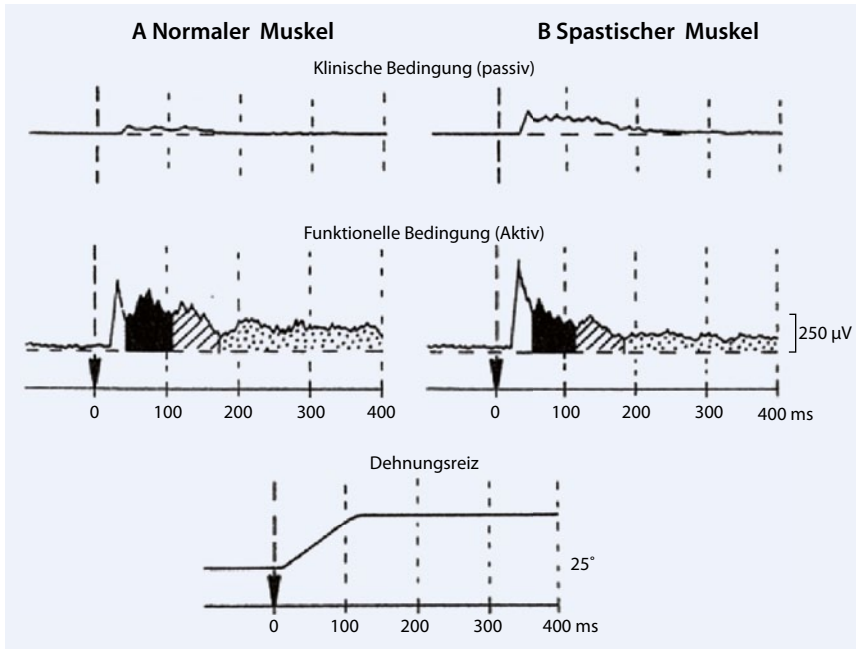 A Normaler Muskel B Spastischer Muskel
Klinische Bedingung (passiv)
Funktionelle Bedingung (Aktiv)
250 µV
0 100 200 300 400 0 100 200 300 400 ms
Dehnungsreiz
25°
0 100 200 300 400 ms